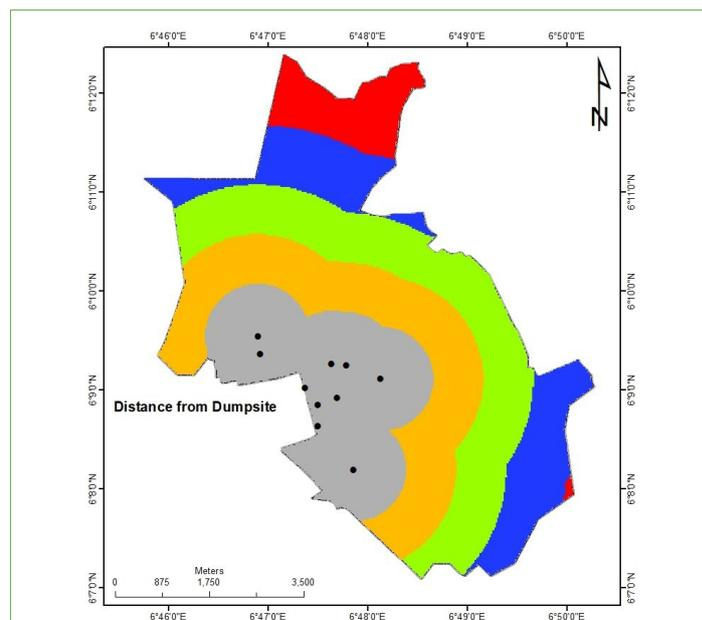 6°46'0"E 6°47'0"E 6°48'0"E 6°49'0"E 6°50'0"E
6°12'0"N 6°12'0"N
N
6°11'0"N 6°11'0"N
6°10'0"N 6°10'0"N
6°9'0"N 6°9'0"N
Distance from Dumpsite
6°8'0"N 6°8'0"N
Meters
0 875 1,750 3,500
6°7'0"N 6°7'0"N
6°46'0"E 6°47'0"E 6°48'0"E 6°49'0"E 6°50'0"E